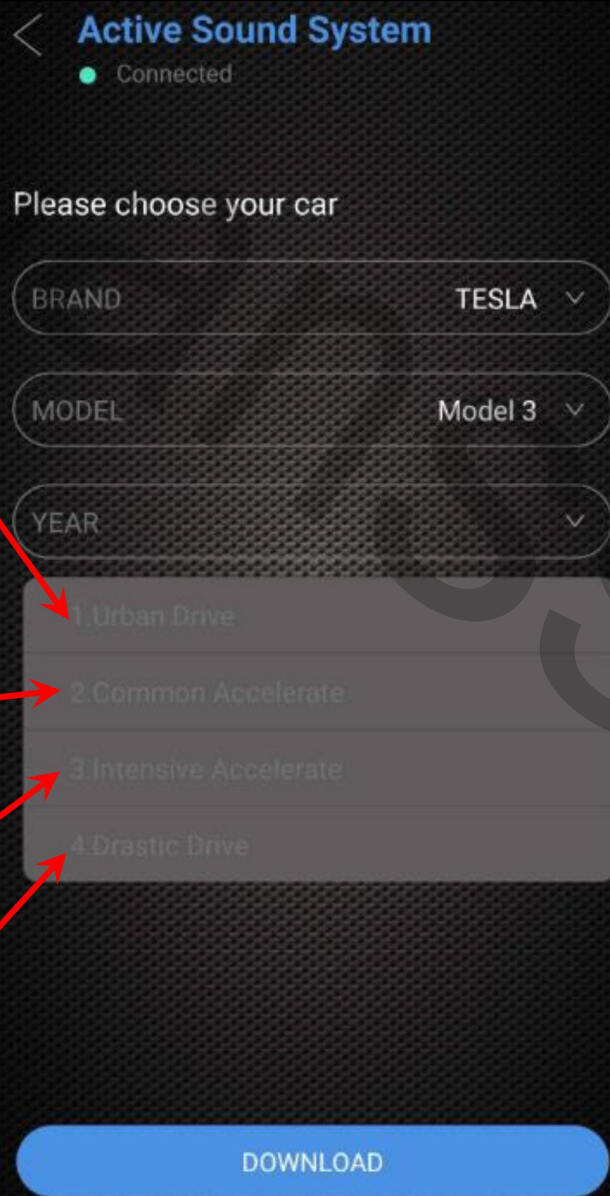 Active Sound System
Connected
Please choose your car
BRAND TESLA
MODEL Model 3
YEAR
1.Urban Drive
2.Common Accelerate
3.Intensive Accelerate
4.Drastic Drive
DOWNLOAD